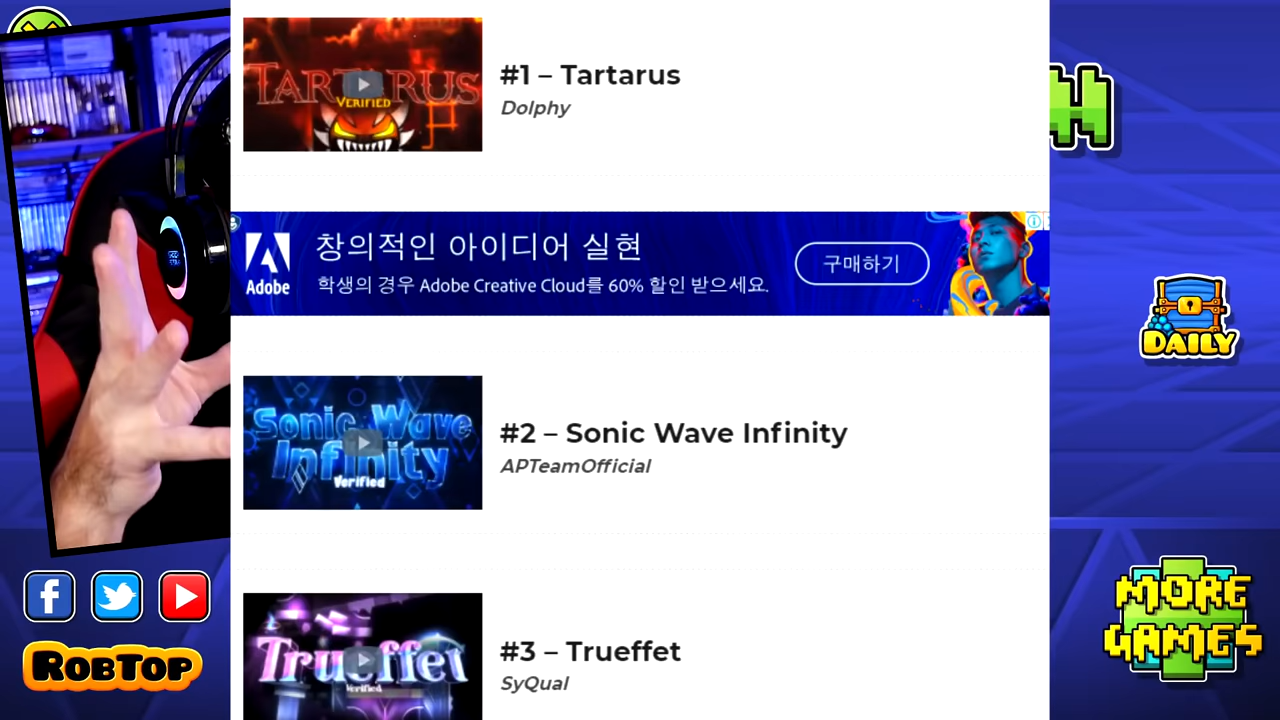 TARTARUS
VERIFIED
#1 – Tartarus
Dolphy
Adobe
창의적인 아이디어 실현
학생의 경우 Adobe Creative Cloud를 60% 할인 받으세요.
구매하기
DAILY
Sonic Wave
Infinity
Verified
#2 – Sonic Wave Infinity
APTeamOfficial
Trueffet
Verified
#3 – Trueffet
SyQual
MORE
GAMES
ROBTOP